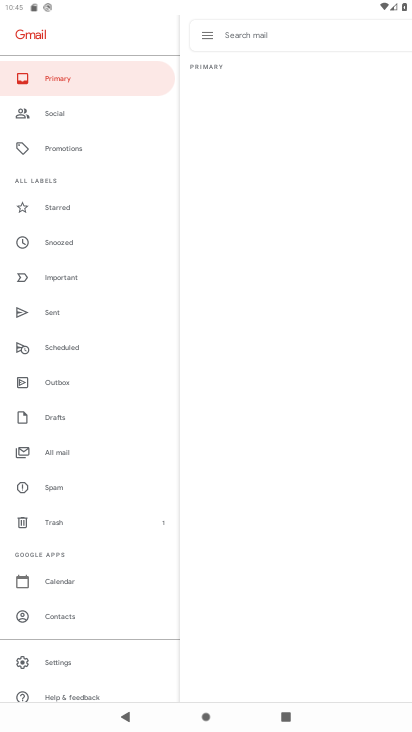 10:45
Gmail
Search mail
PRIMARY
Primary
Social
Promotions
ALL LABELS
Starred
Snoozed
Important
Sent
Scheduled
Outbox
Drafts
All mail
Spam
Trash 1
GOOGLE APPS
Calendar
Contacts
Settings
Help & feedback